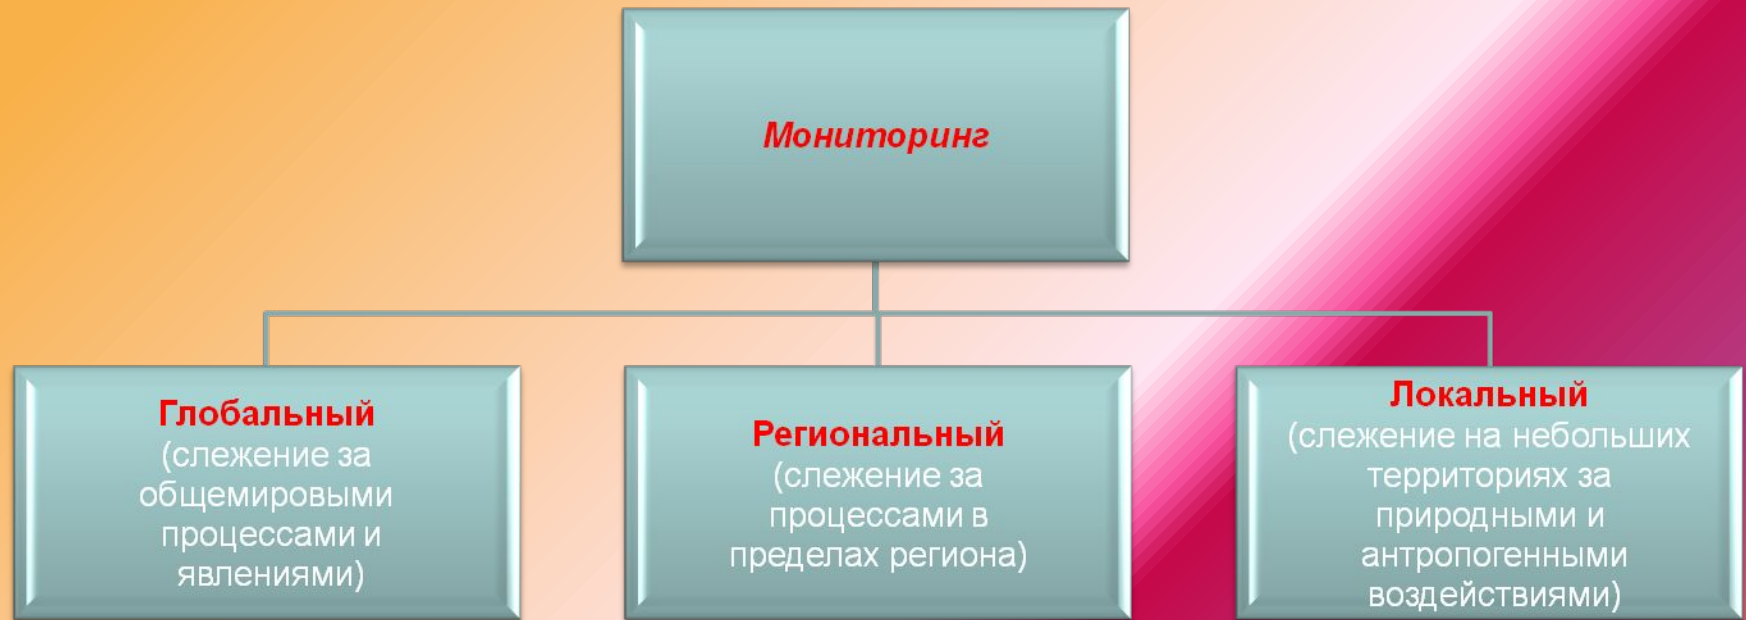 Мониторинг
Глобальный
(слежение за
общемировыми
процессами и
явлениями)
Региональный
(слежение за
процессами в
пределах региона)
Локальный
(слежение на небольших
территориях за
природными и
антропогенными
воздействиями)